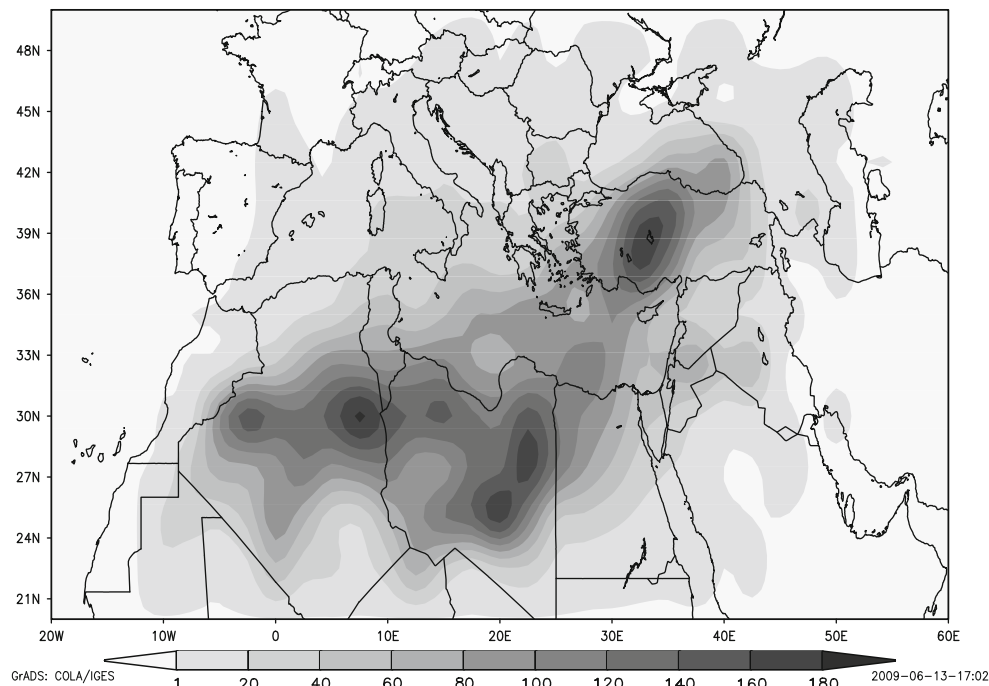 48N
45N
42N
39N
36N
33N
30N
27N
24N
21N
20W 10W 0 10E 20E 30E 40E 50E 60E
GrADS: COLA/IGES 2009-06-13-17:02
1 20 40 60 80 100 120 140 160 180